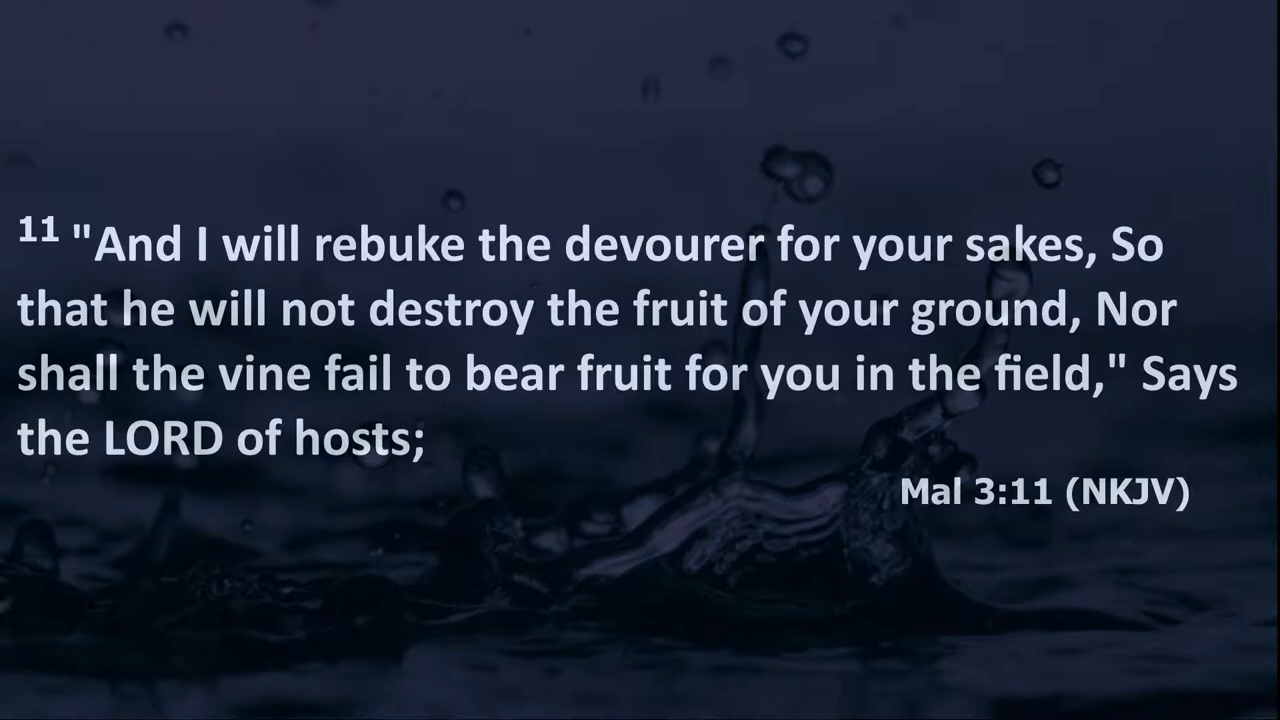 11 "And I will rebuke the devourer for your sakes, So
that he will not destroy the fruit of your ground, Nor
shall the vine fail to bear fruit for you in the field," Says
the LORD of hosts;
Mal 3:11 (NKJV)